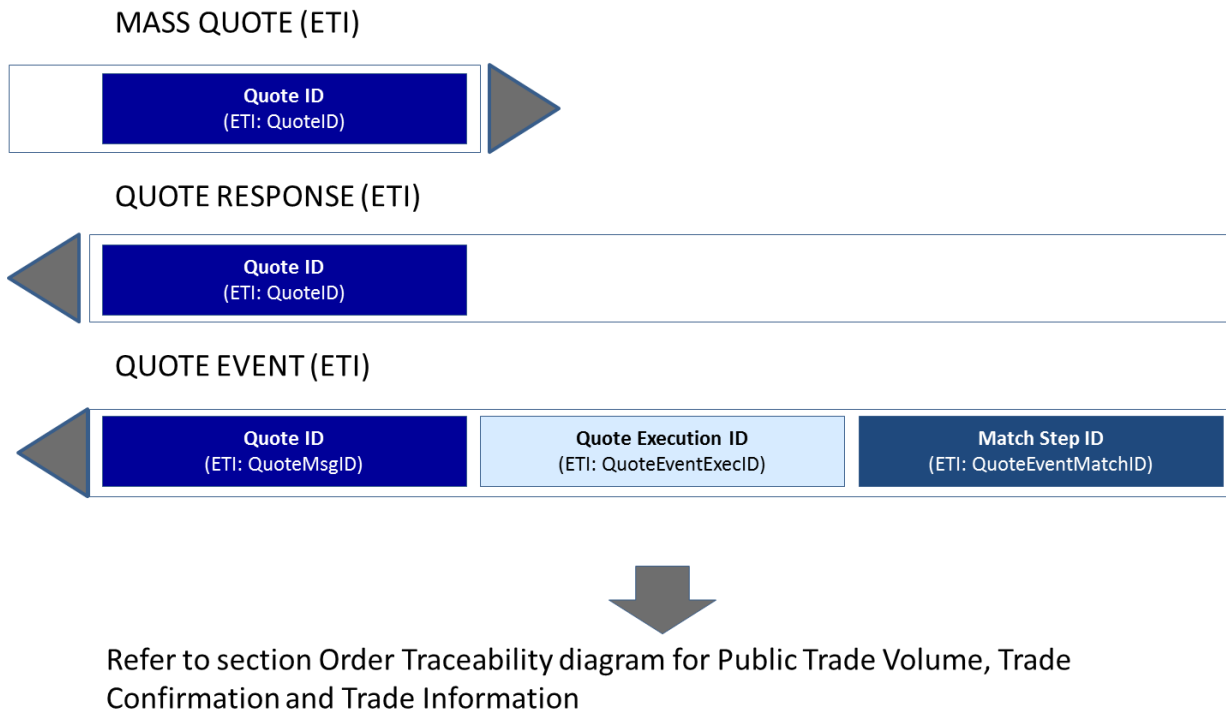 MASS QUOTE (ETI)
Quote ID
(ETI: QuoteID)
QUOTE RESPONSE (ETI)
Quote ID
(ETI: QuoteID)
QUOTE EVENT (ETI)
Quote ID
(ETI: QuoteMsgID)
Quote Execution ID
(ETI: QuoteEventExecID)
Match Step ID
(ETI: QuoteEventMatchID)
Refer to section Order Traceability diagram for Public Trade Volume, Trade
Confirmation and Trade Information